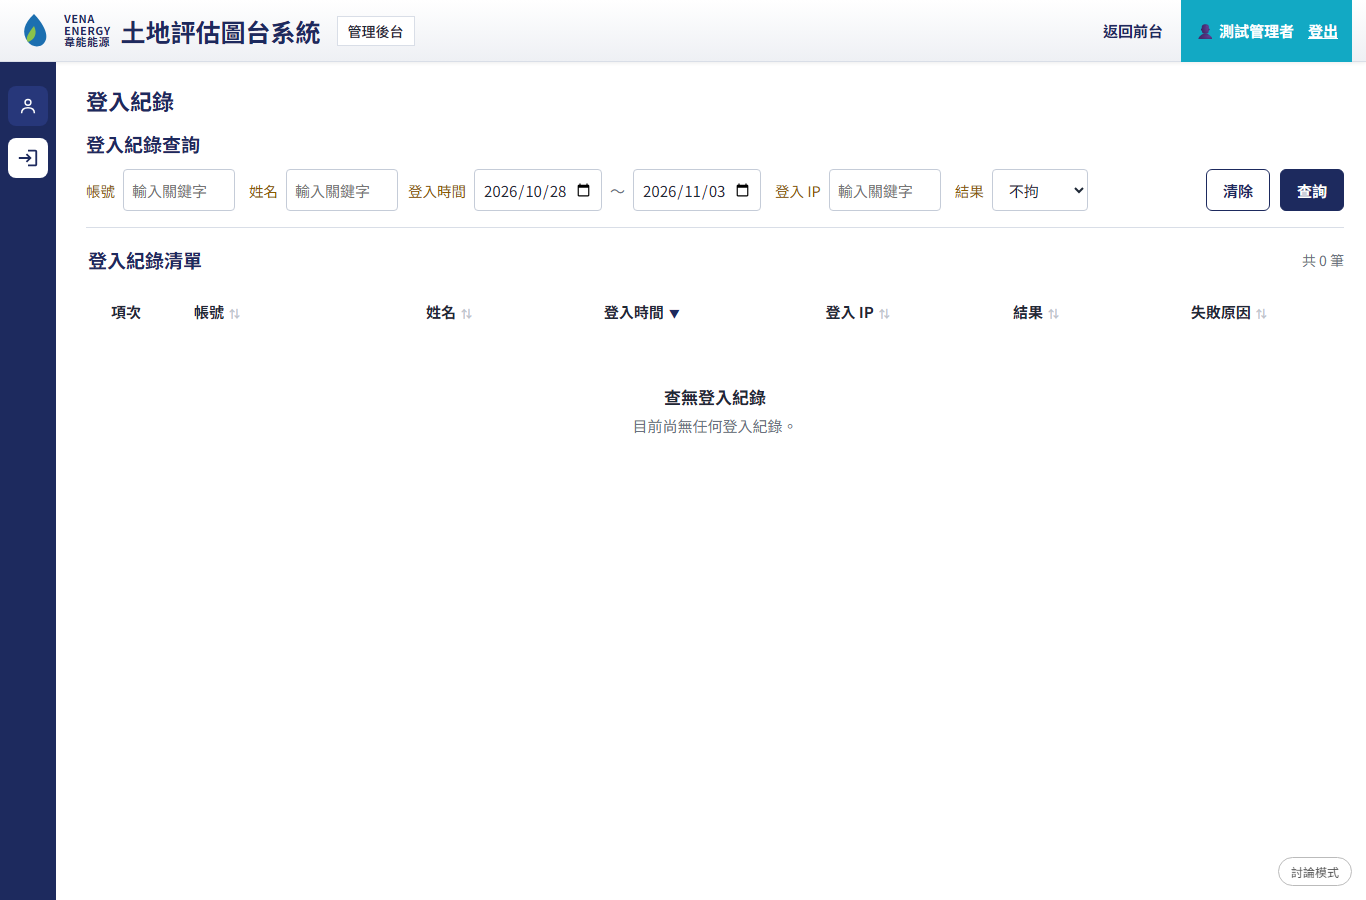 VENA
ENERGY
韋能能源
土地評估圖台系統
管理後台
返回前台
測試管理者
登出
登入紀錄
登入紀錄查詢
帳號 輸入關鍵字 姓名 輸入關鍵字 登入時間 2026/10/28 ～ 2026/11/03 登入 IP 輸入關鍵字 結果 不拘 清除 查詢
登入紀錄清單 共 0 筆
項次 帳號 姓名 登入時間 ▼ 登入 IP 結果 失敗原因
查無登入紀錄
目前尚無任何登入紀錄。
討論模式